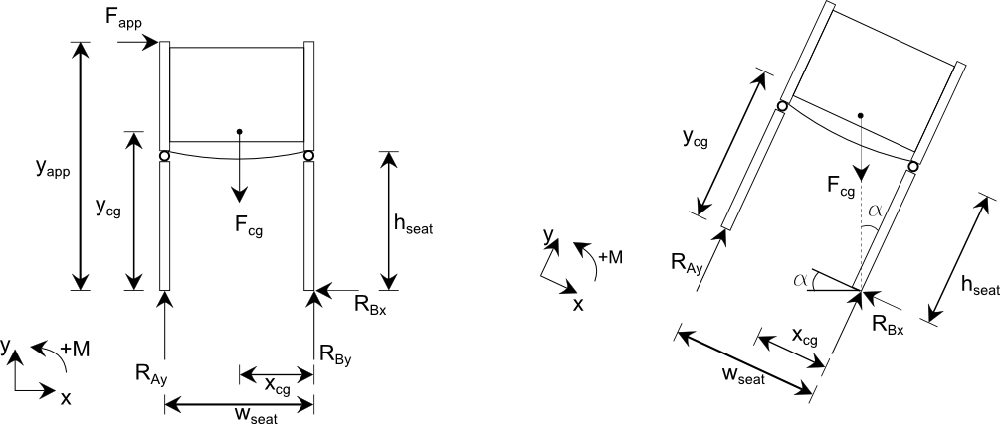 F_app
y_app
y_cg
F_cg
h_seat
R_Bx
R_By
R_Ay
x_cg
w_seat
y
+M
x
y_cg
F_cg
α
R_Ay
y
+M
x
α
h_seat
R_Bx
x_cg
w_seat